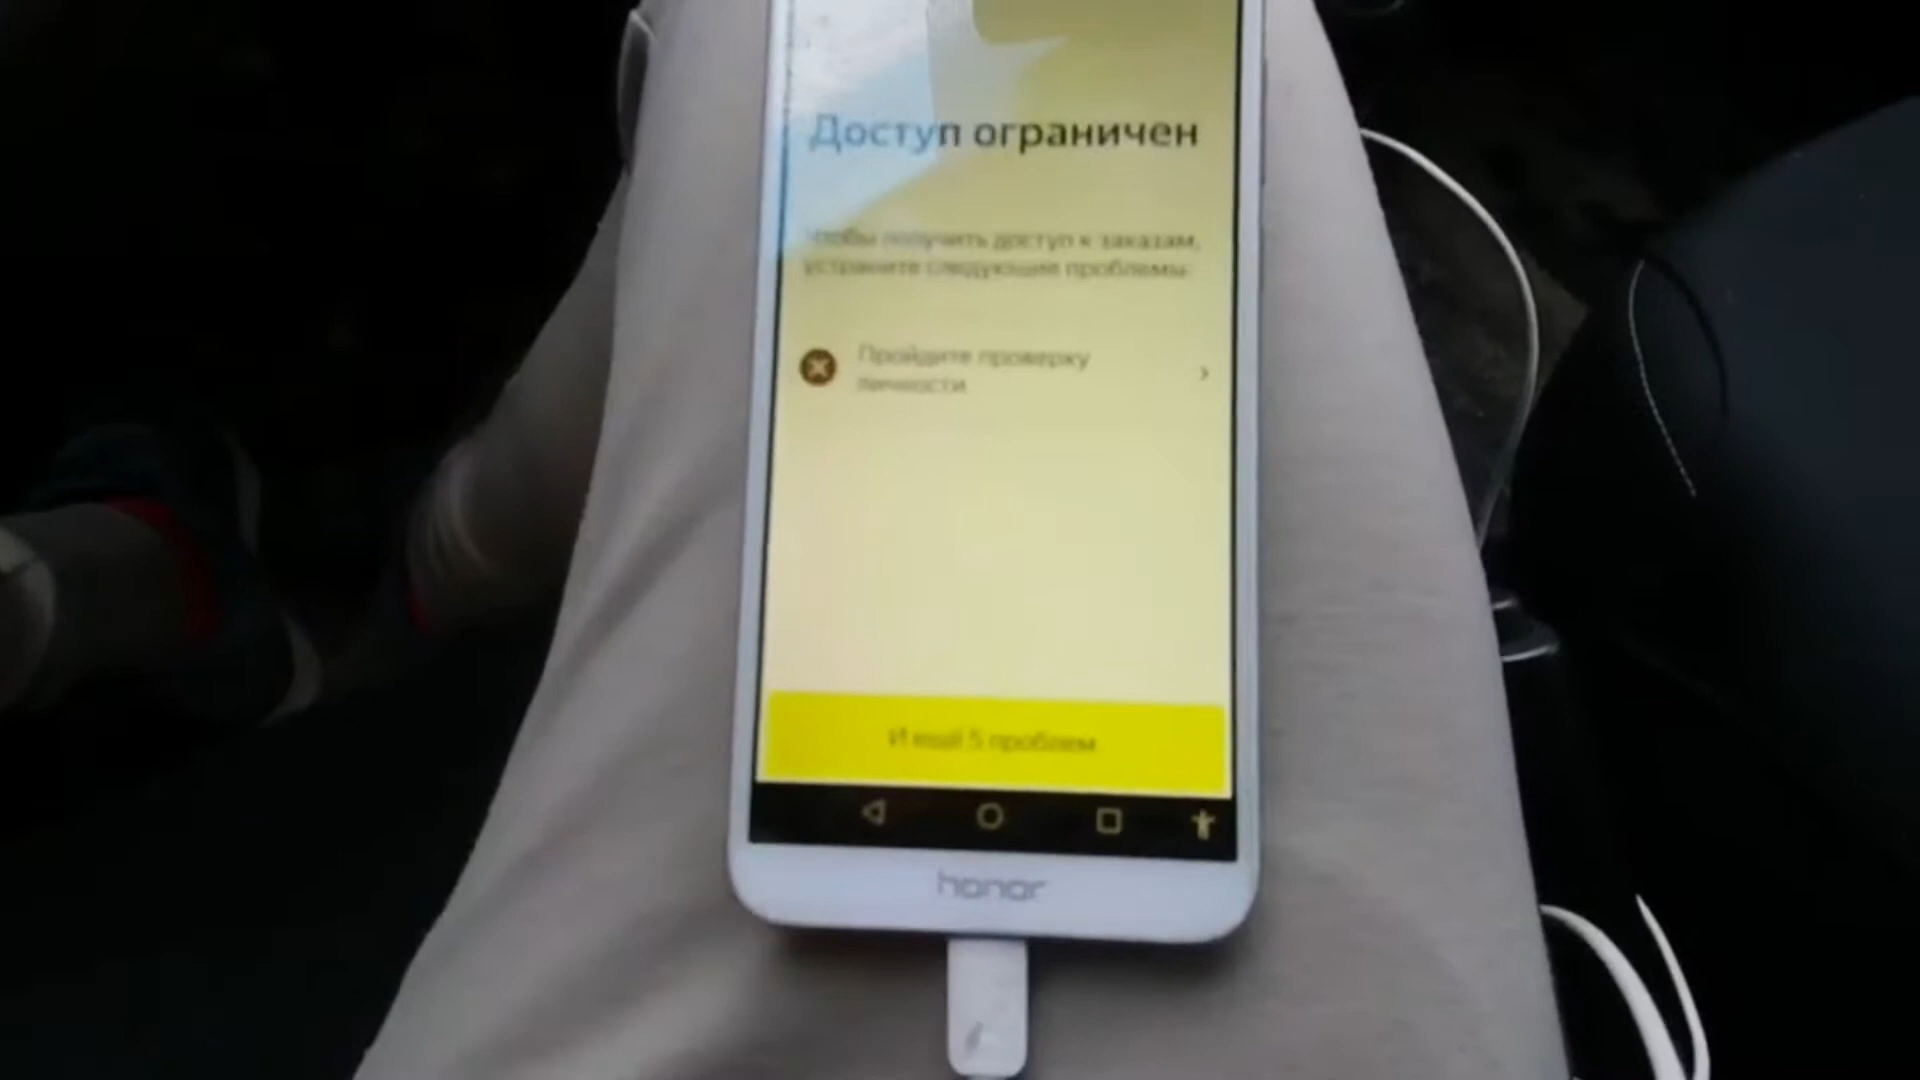 Доступ ограничен
Чтобы получить доступ к заказам,
устраните следующие проблемы:
Пройдите проверку
личности
И ещё 5 проблем
honor